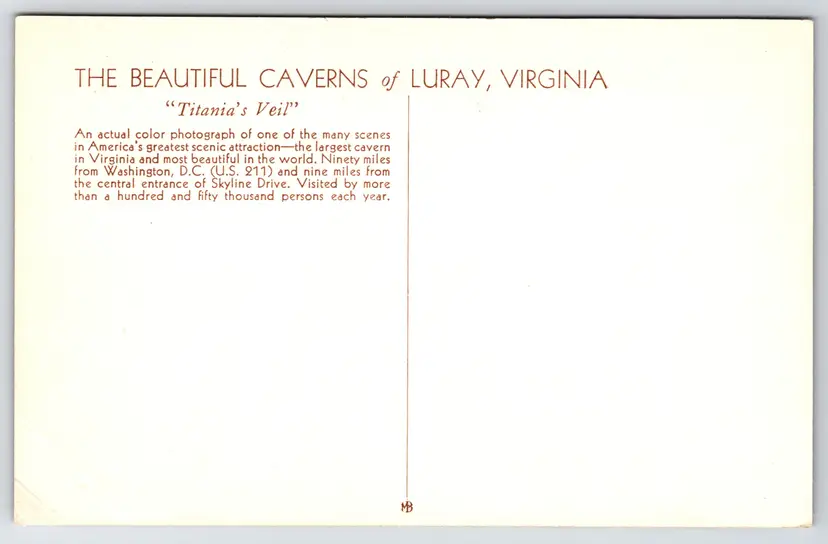 THE BEAUTIFUL CAVERNS of LURAY, VIRGINIA
"Titania's Veil"
An actual color photograph of one of the many scenes
in America's greatest scenic attraction—the largest cavern
in Virginia and most beautiful in the world. Ninety miles
from Washington, D.C. (U.S. 211) and nine miles from
the central entrance of Skyline Drive. Visited by more
than a hundred and fifty thousand persons each year.
MB